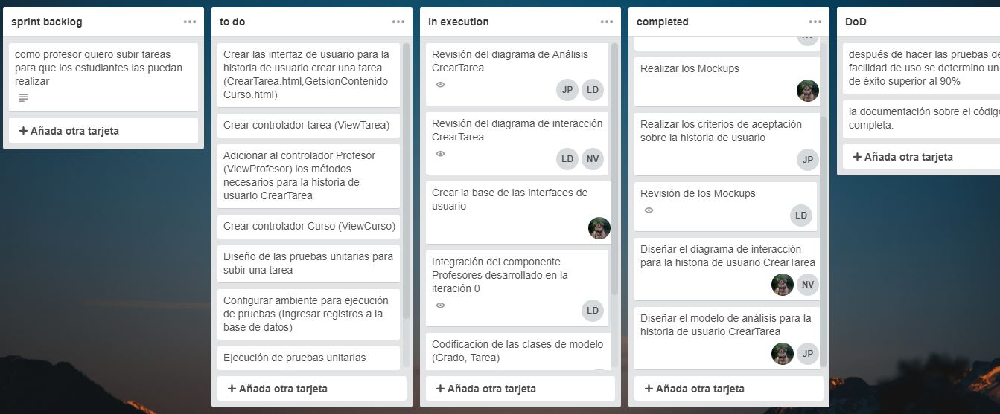 sprint backlog
como profesor quiero subir tareas
para que los estudiantes las puedan
realizar
+ Añada otra tarjeta
to do
Crear las interfaz de usuario para la
historia de usuario crear una tarea
(CrearTarea.html,GetsionContenido
Curso.html)
Crear controlador tarea (ViewTarea)
Adicionar al controlador Profesor
(ViewProfesor) los métodos
necesarios para la historia de
usuario CrearTarea
Crear controlador Curso (ViewCurso)
Diseño de las pruebas unitarias para
subir una tarea
Configurar ambiente para ejecución
de pruebas (Ingresar registros a la
base de datos)
Ejecución de pruebas unitarias
+ Añada otra tarjeta
in execution
Revisión del diagrama de Análisis
CrearTarea
JP LD
Revisión del diagrama de interacción
CrearTarea
LD NV
Crear la base de las interfaces de
usuario
Integración del componente
Profesores desarrollado en la
iteración 0
LD
Codificación de las clases de modelo
(Grado, Tarea)
+ Añada otra tarjeta
completed
Realizar los Mockups
Realizar los criterios de aceptación
sobre la historia de usuario
JP
Revisión de los Mockups
LD
Diseñar el diagrama de interacción
para la historia de usuario CrearTarea
NV
Diseñar el modelo de análisis para la
historia de usuario CrearTarea
JP
+ Añada otra tarjeta
DoD
después de hacer las pruebas de
facilidad de uso se determino un
de éxito superior al 90%
la documentación sobre el código
completa.
+ Añada otra tarjeta